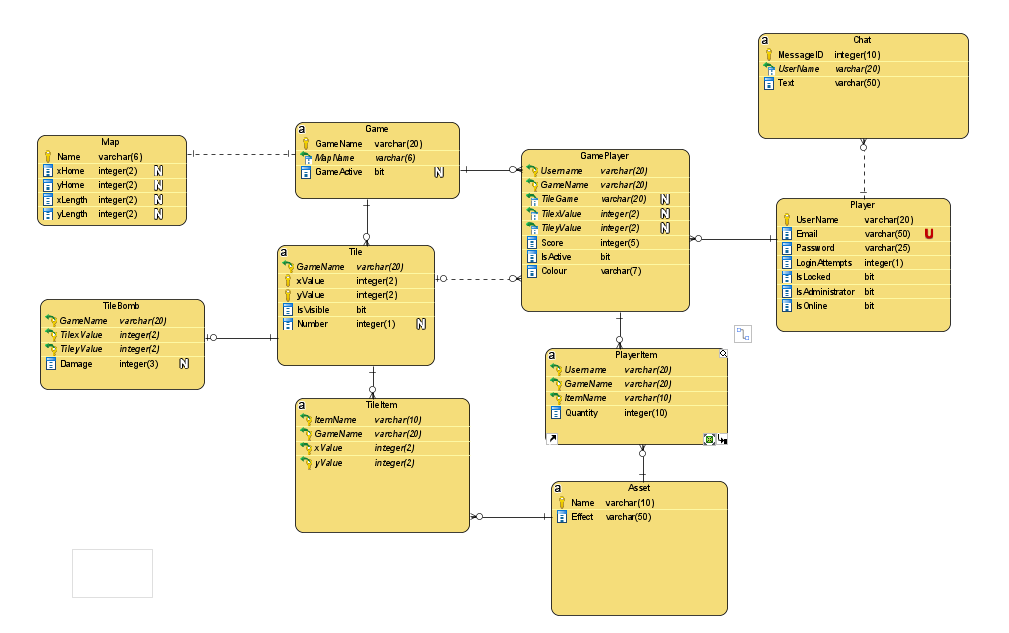 a Chat
MessageID integer(10)
UserName varchar(20)
Text varchar(50)
Map
Name varchar(6)
xHome integer(2) N
yHome integer(2) N
xLength integer(2) N
yLength integer(2) N
a Game
GameName varchar(20)
MapName varchar(6)
GameActive bit N
GamePlayer
Username varchar(20)
GameName varchar(20)
TileGame varchar(20) N
TilexValue integer(2) N
TileyValue integer(2) N
Score integer(5)
IsActive bit
Colour varchar(7)
Player
UserName varchar(20)
Email varchar(50) U
Password varchar(25)
LoginAttempts integer(1)
IsLocked bit
IsAdministrator bit
IsOnline bit
a Tile
GameName varchar(20)
xValue integer(2)
yValue integer(2)
IsVisible bit
Number integer(1) N
TileBomb
GameName varchar(20)
TilexValue integer(2)
TileyValue integer(2)
Damage integer(3) N
a PlayerItem
Username varchar(20)
GameName varchar(20)
ItemName varchar(10)
Quantity integer(10)
a TileItem
ItemName varchar(10)
GameName varchar(20)
xValue integer(2)
yValue integer(2)
a Asset
Name varchar(10)
Effect varchar(50)